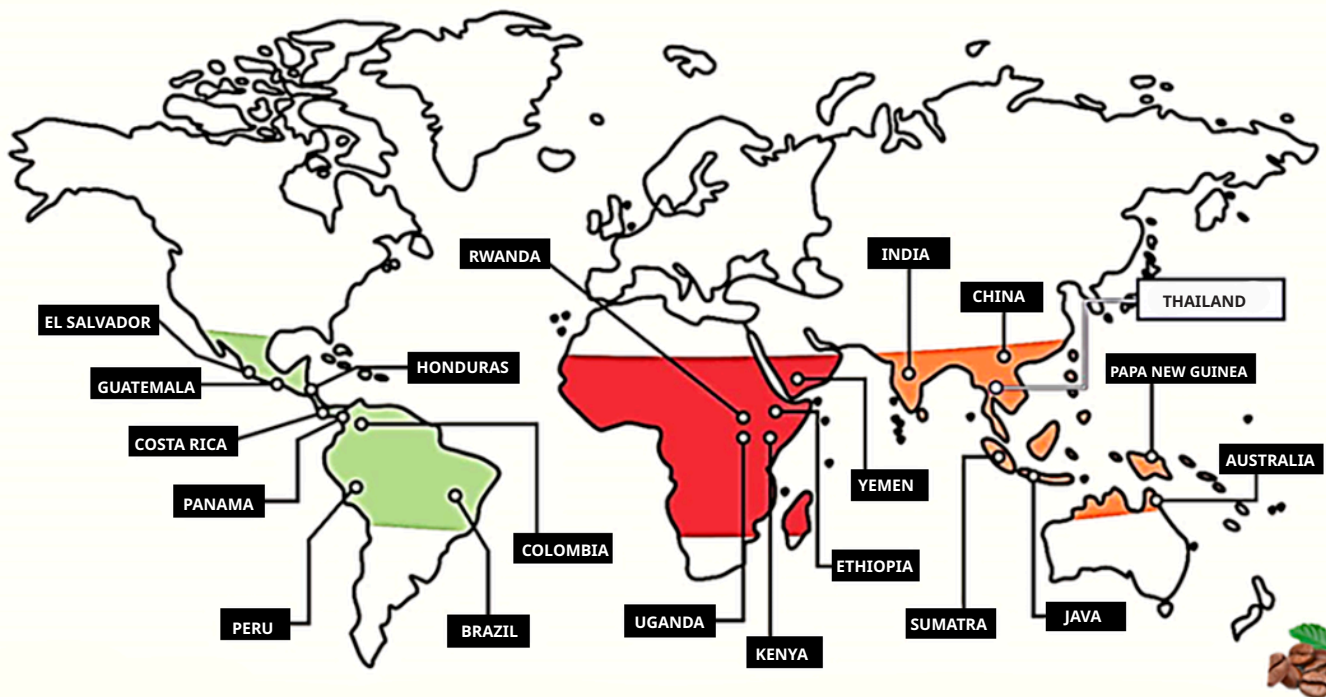 RWANDA
INDIA
CHINA
THAILAND
EL SALVADOR
HONDURAS
PAPA NEW GUINEA
GUATEMALA
COSTA RICA
AUSTRALIA
YEMEN
PANAMA
COLOMBIA
ETHIOPIA
PERU
BRAZIL
UGANDA
SUMATRA
JAVA
KENYA